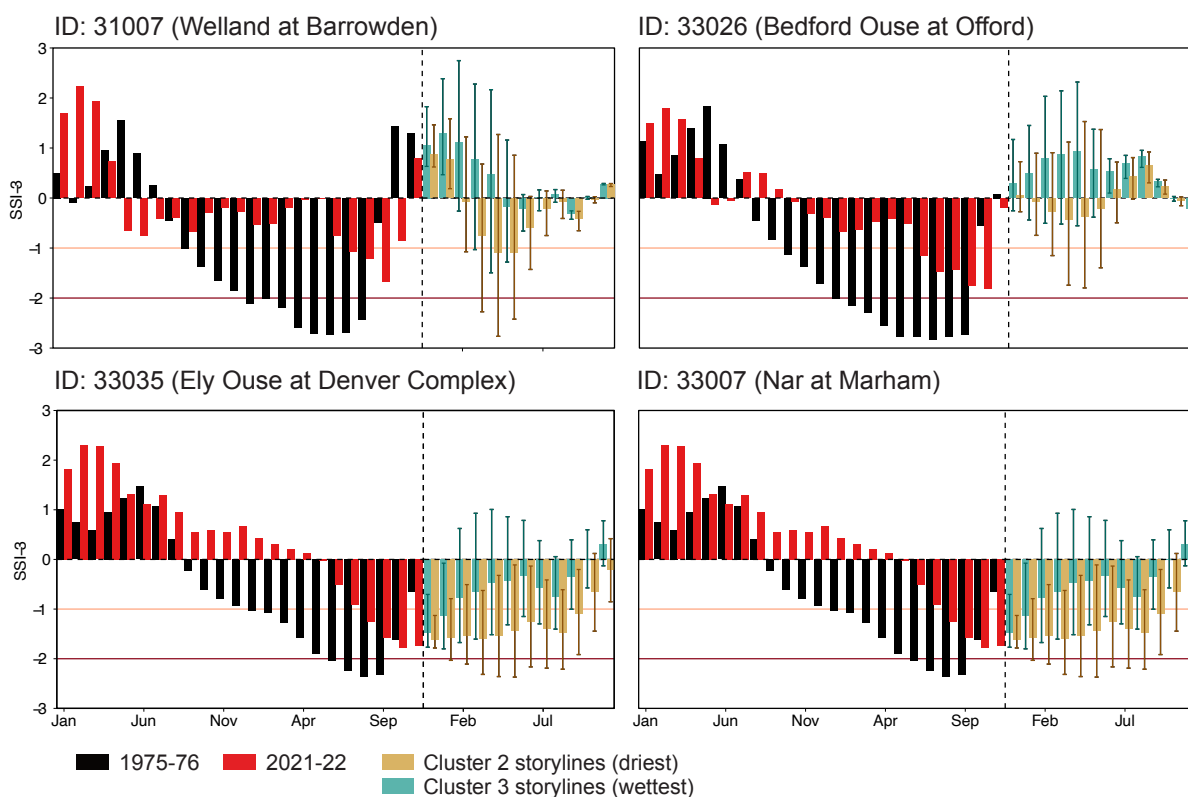 ID: 31007 (Welland at Barrowden)
ID: 33026 (Bedford Ouse at Offord)
3
2
1
0
−1
−2
−3
SSI-3
ID: 33035 (Ely Ouse at Denver Complex)
ID: 33007 (Nar at Marham)
3
2
1
0
−1
−2
−3
SSI-3
Jan Jun Nov Apr Sep Feb Jul
Jan Jun Nov Apr Sep Feb Jul
1975-76 2021-22 Cluster 2 storylines (driest)
Cluster 3 storylines (wettest)